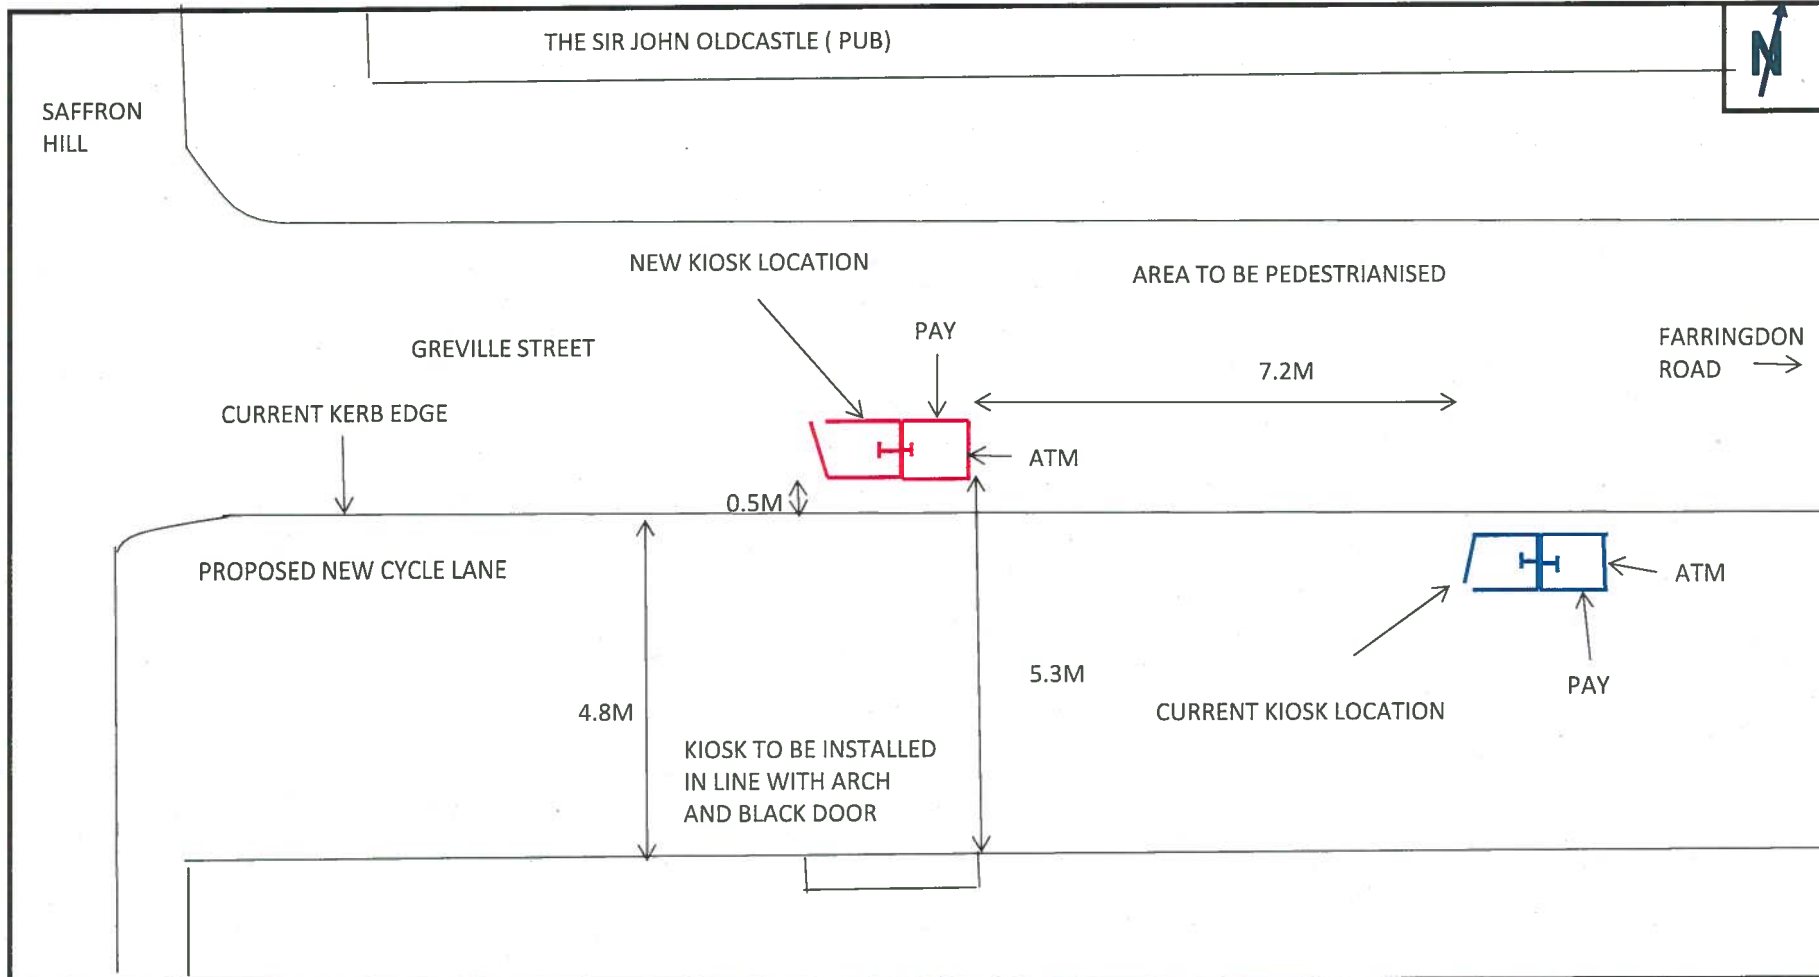 THE SIR JOHN OLDCASTLE ( PUB)
N
SAFFRON
HILL
NEW KIOSK LOCATION
AREA TO BE PEDESTRIANISED
PAY
GREVILLE STREET
FARRINGDON
ROAD
7.2M
CURRENT KERB EDGE
ATM
0.5M
PROPOSED NEW CYCLE LANE
ATM
5.3M
PAY
4.8M
CURRENT KIOSK LOCATION
KIOSK TO BE INSTALLED
IN LINE WITH ARCH
AND BLACK DOOR